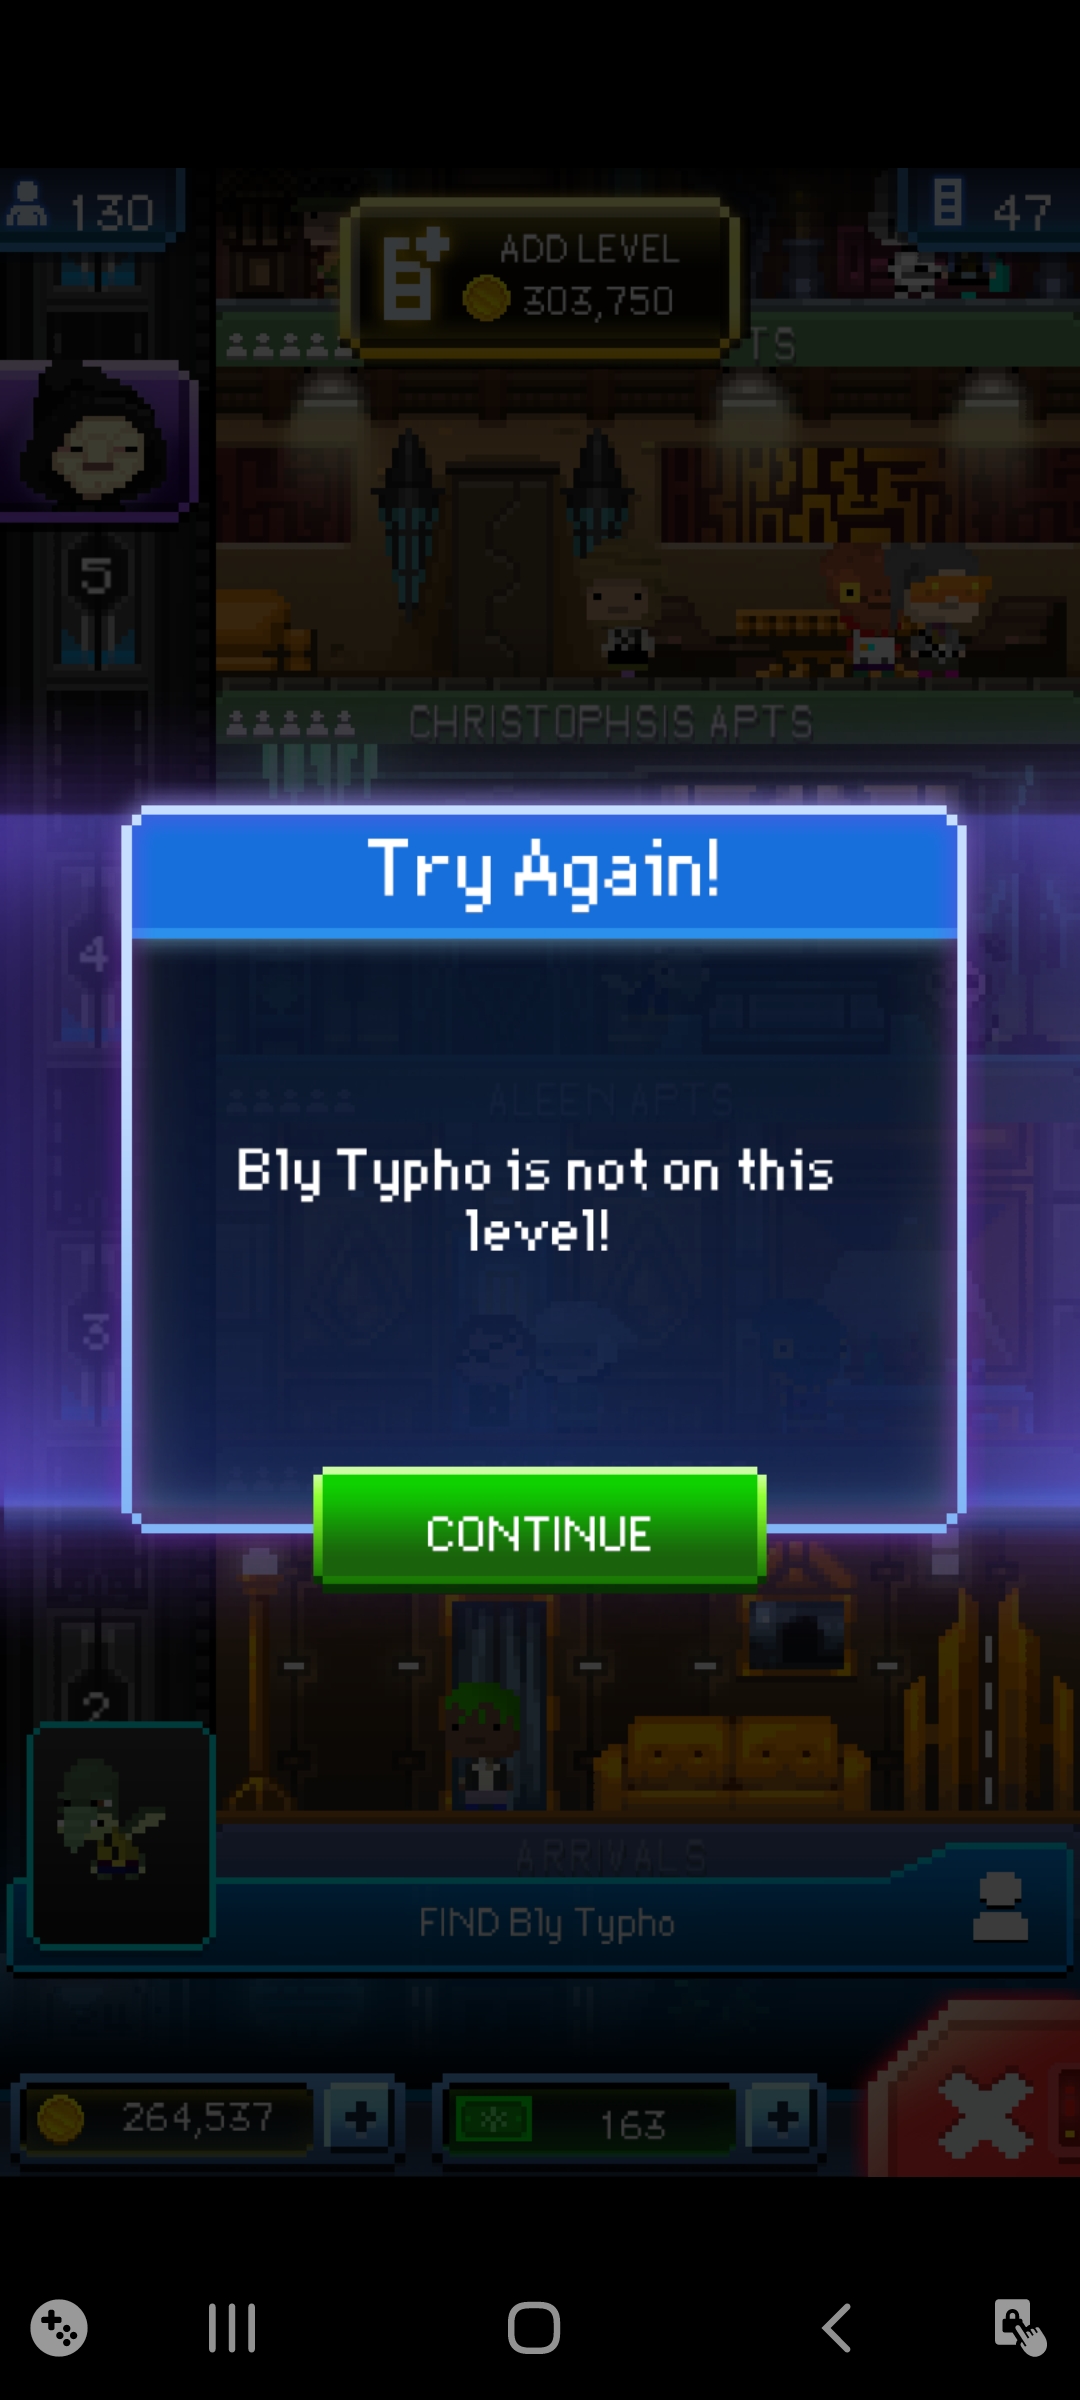 130
47
ADD LEVEL
303,750
TS
5
CHRISTOPHSIS APTS
Try Again!
4
ALEEN APTS
Bly Typho is not on this
level!
3
CONTINUE
2
ARRIVALS
FIND Bly Typho
264,537
163